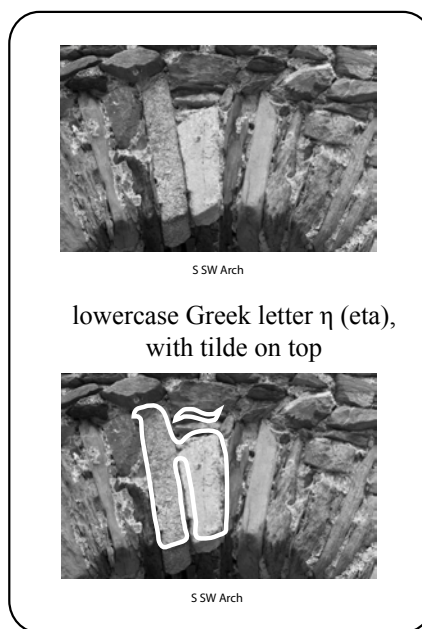 S SW Arch
lowercase Greek letter η (eta),
with tilde on top
S SW Arch